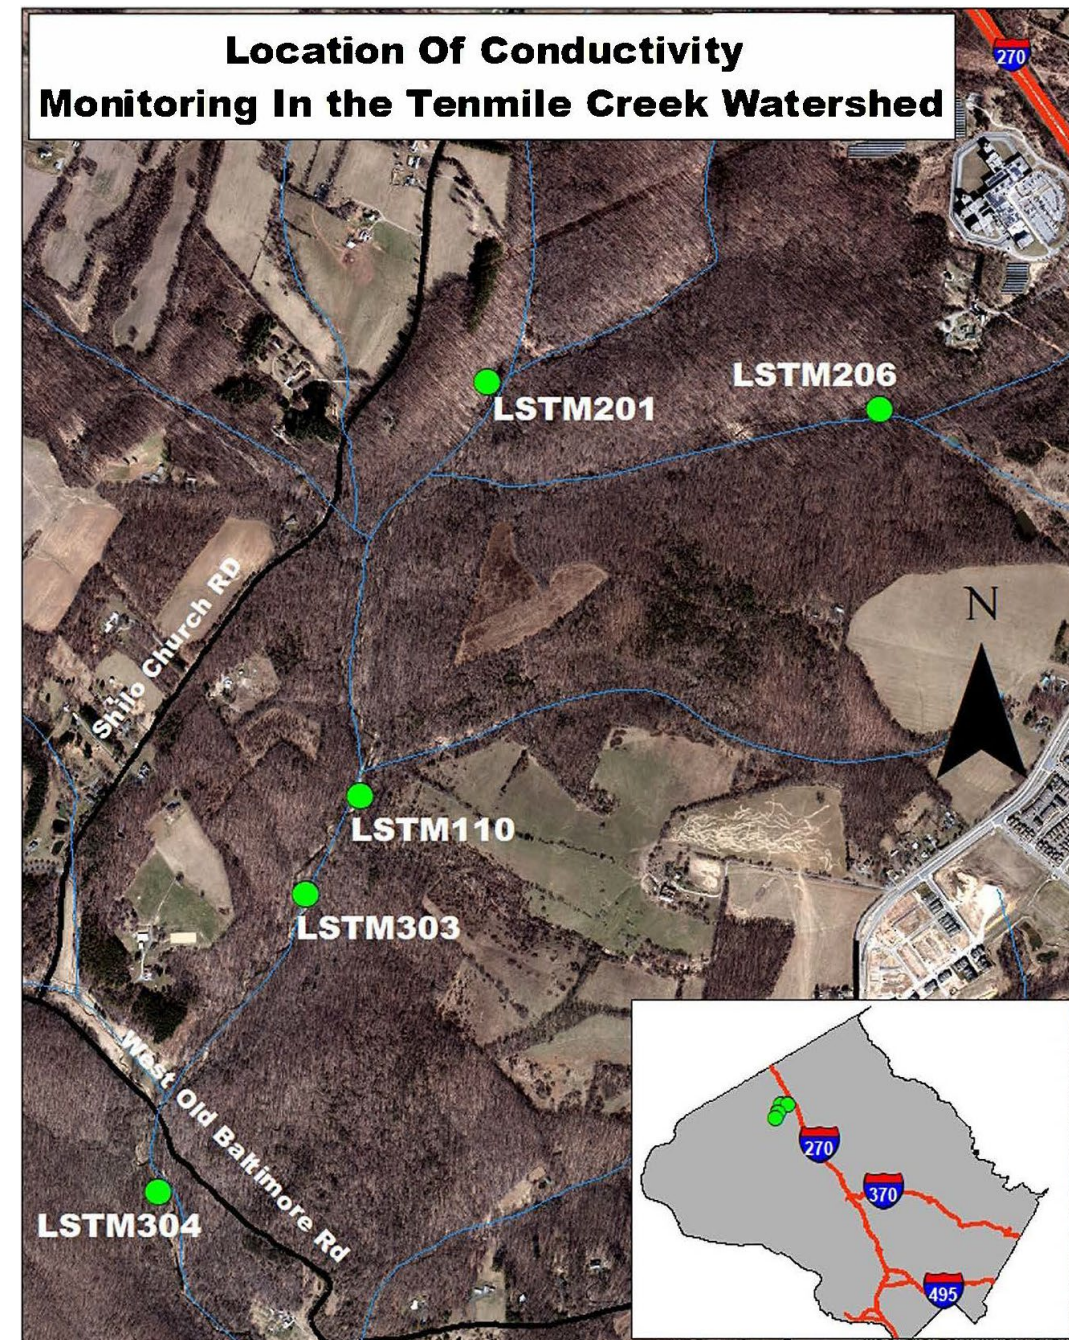 Location Of Conductivity
Monitoring In the Tenmile Creek Watershed
270
LSTM206
LSTM201
N
Shilo Church RD
LSTM110
LSTM303
West Old Baltimore Rd
LSTM304
270
370
495